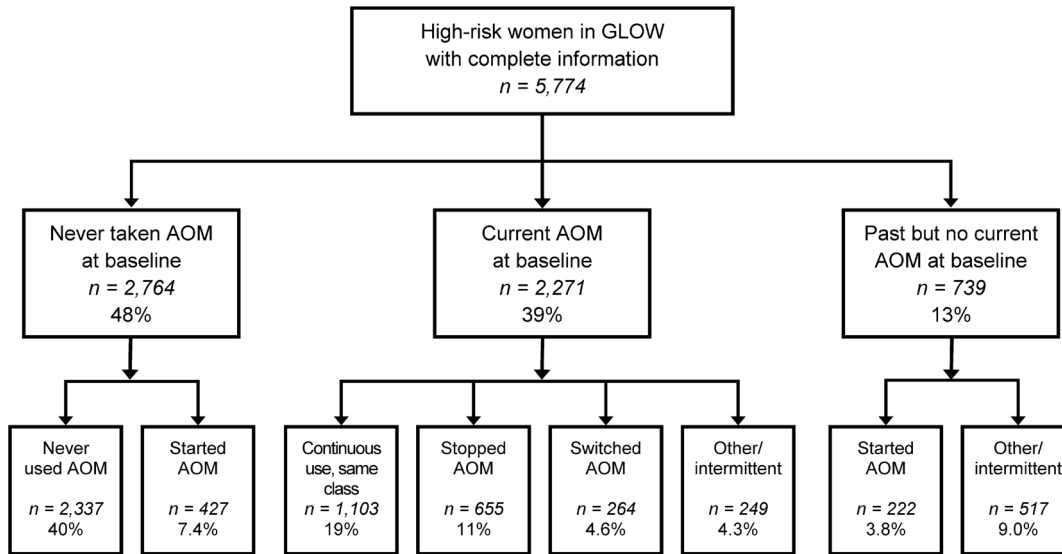 High-risk women in GLOW
with complete information
n = 5,774
Never taken AOM
at baseline
n = 2,764
48%
Current AOM
at baseline
n = 2,271
39%
Past but no current
AOM at baseline
n = 739
13%
Never
used AOM
n = 2,337
40%
Started
AOM
n = 427
7.4%
Continuous
use, same
class
n = 1,103
19%
Stopped
AOM
n = 655
11%
Switched
AOM
n = 264
4.6%
Other/
intermittent
n = 249
4.3%
Started
AOM
n = 222
3.8%
Other/
intermittent
n = 517
9.0%